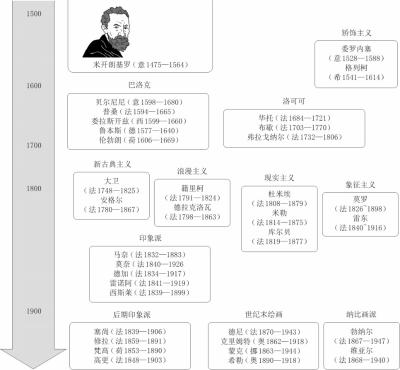 1500
米开朗基罗（意1475—1564）
矫饰主义
委罗内塞
（意1528—1588）
格列柯
（希1541—1614）
1600
巴洛克
贝尔尼尼（意1598—1680）
普桑（法1594—1665）
委拉斯开兹（西1599—1660）
鲁本斯（德1577—1640）
伦勃朗（荷1606—1669）
洛可可
华托（法1684—1721）
布歇（法1703—1770）
弗拉戈纳尔（法1732—1806）
1700
新古典主义
大卫
（法1748—1825）
安格尔
（法1780—1867）
浪漫主义
籍里柯
（法1791—1824）
德拉克洛瓦
（法1798—1863）
现实主义
杜米埃
（法1808—1879）
米勒
（法1814—1875）
库尔贝
（法1819—1877）
象征主义
莫罗
（法1826~1898）
雷东
（法1840~1916）
1800
印象派
马奈（法1832—1883）
莫奈（法1840—1926
德加（法1834—1917）
雷诺阿（法1841—1919）
西斯莱（法1839—1899）
1900
后期印象派
塞尚（法1839—1906）
修拉（法1859—1891）
梵高（荷1853—1890）
高更（法1848—1903）
世纪末绘画
德尼（法1870—1943）
克里姆特（奥1862—1918）
蒙克（挪1863—1944）
希勒（奥1890—1918）
纳比画派
勃纳尔
（法1867—1947）
维亚尔
（法1868—1940）